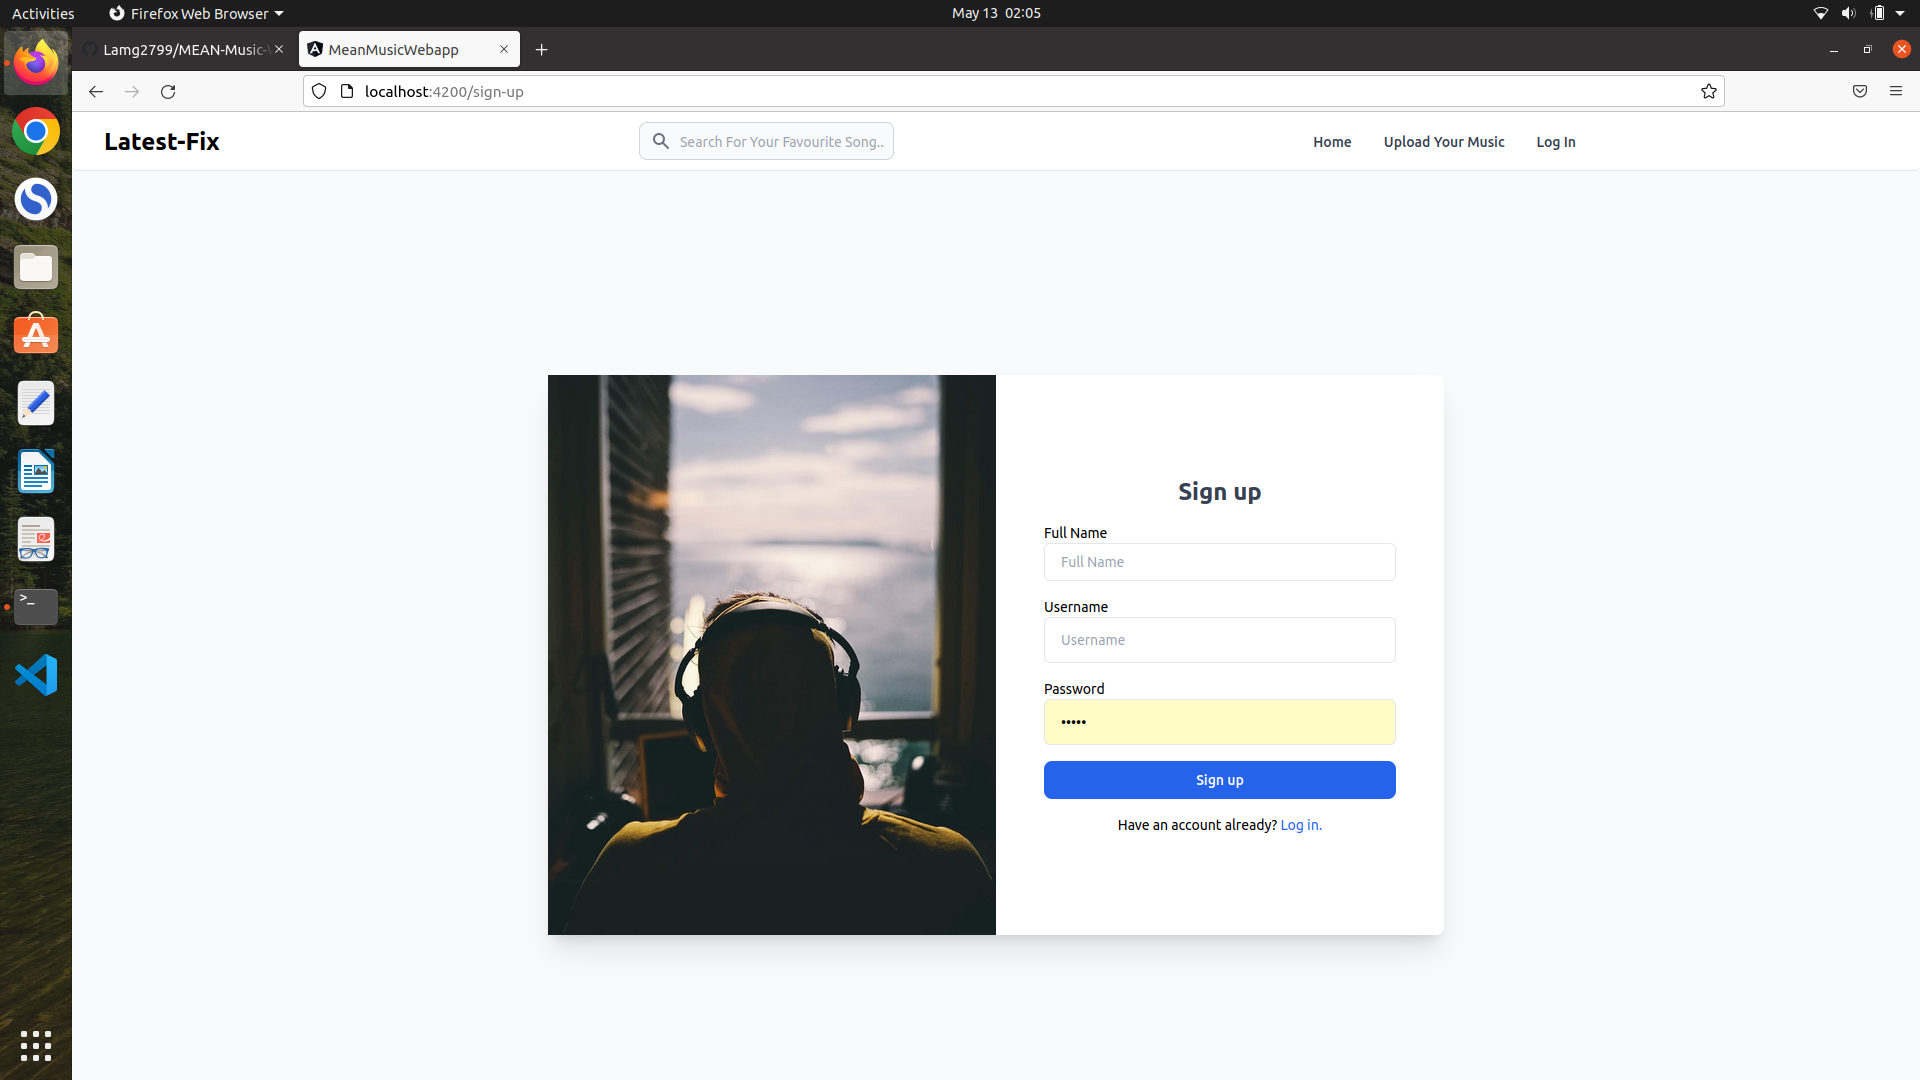 Activities
Firefox Web Browser
May 13 02:05
Lamg2799/MEAN-Music-
MeanMusicWebapp
localhost:4200/sign-up
Latest-Fix
Search For Your Favourite Song..
Home
Upload Your Music
Log In
Sign up
Full Name
Full Name
Username
Username
Password
•••••
Sign up
Have an account already? Log in.